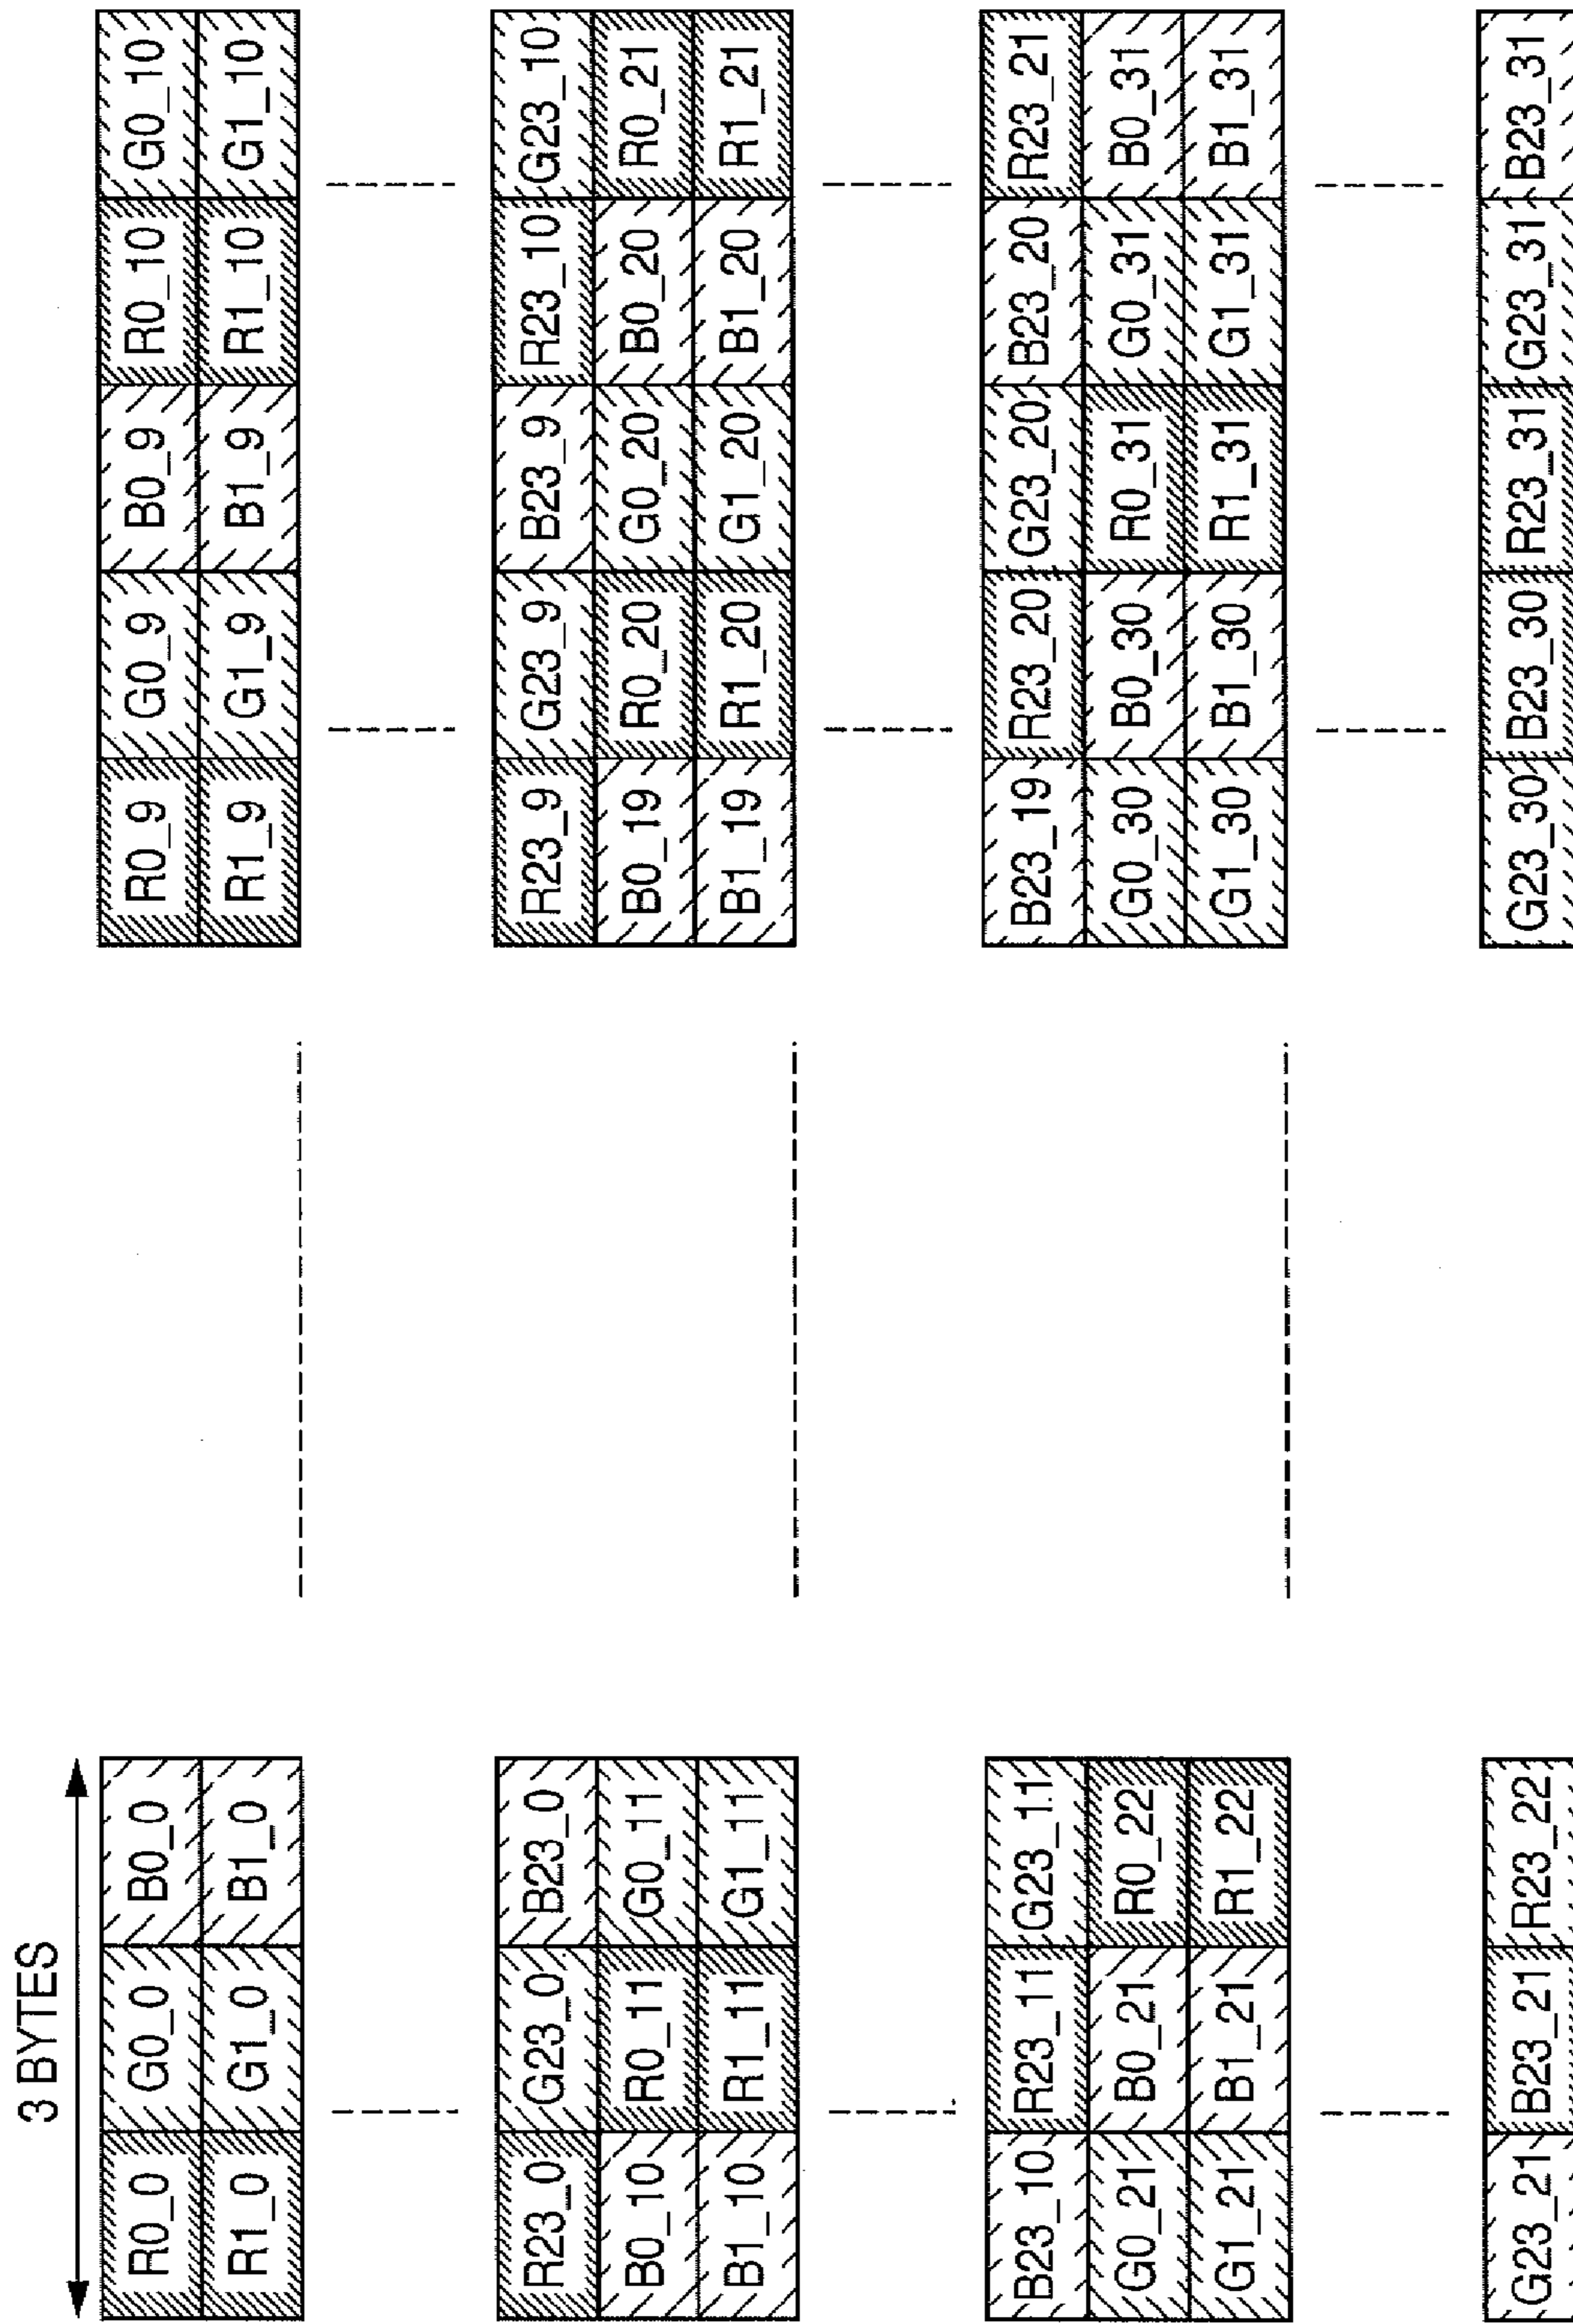 3 BYTES
R0_0 G0_0 B0_0 R0_9 G0_9 B0_9 R0_10 G0_10
R1_0 G1_0 B1_0 R1_9 G1_9 B1_9 R1_10 G1_10
R23_0 G23_0 B23_0 R23_9 G23_9 B23_9 R23_10 G23_10
B0_10 R0_11 G0_11 B0_19 R0_20 G0_20 B0_20 R0_21
B1_10 R1_11 G1_11 B1_19 R1_20 G1_20 B1_20 R1_21
B23_10 R23_11 G23_11 B23_19 R23_20 G23_20 B23_20 R23_21
G0_21 B0_21 R0_22 G0_30 B0_30 R0_31 G0_31 B0_31
G1_21 B1_21 R1_22 G1_30 B1_30 R1_31 G1_31 B1_31
G23_21 B23_21 R23_22 G23_30 B23_30 R23_31 G23_31 B23_31